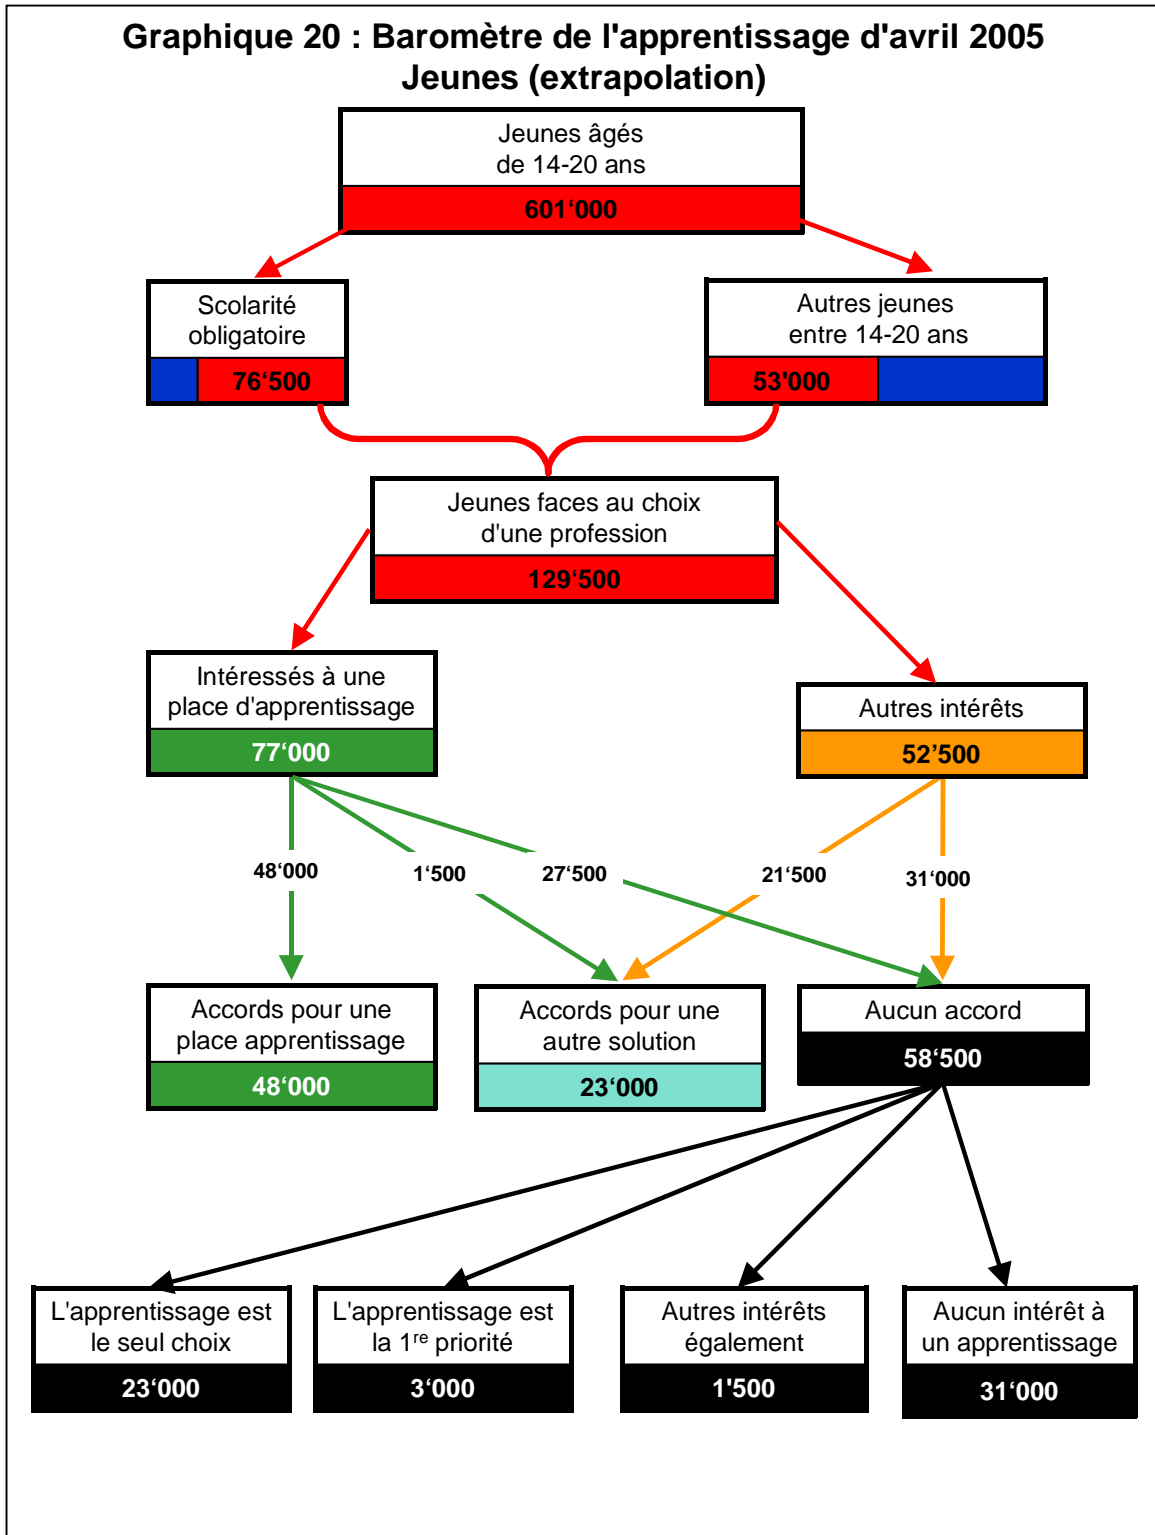 Graphique 20 : Baromètre de l'apprentissage d'avril 2005
Jeunes (extrapolation)
Jeunes âgés
de 14-20 ans
601‘000
Scolarité
obligatoire
76‘500
Autres jeunes
entre 14-20 ans
53'000
Jeunes faces au choix
d'une profession
129‘500
Intéressés à une
place d'apprentissage
77‘000
Autres intérêts
52’500
48‘000
1‘500
27‘500
21‘500
31‘000
Accords pour une
place apprentissage
48‘000
Accords pour une
autre solution
23‘000
Aucun accord
58‘500
L'apprentissage est
le seul choix
23‘000
L'apprentissage est
la 1re priorité
3‘000
Autres intérêts
également
1'500
Aucun intérêt à
un apprentissage
31‘000